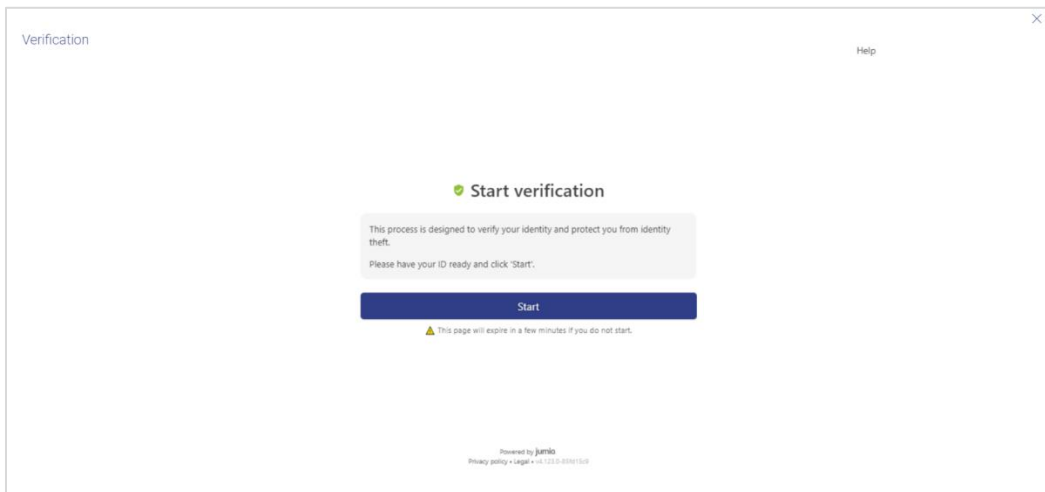 Verification
Help
Start verification
This process is designed to verify your identity and protect you from identity
theft.
Please have your ID ready and click 'Start'.
Start
This page will expire in a few minutes if you do not start.
Powered by jumio
Privacy policy • Legal •